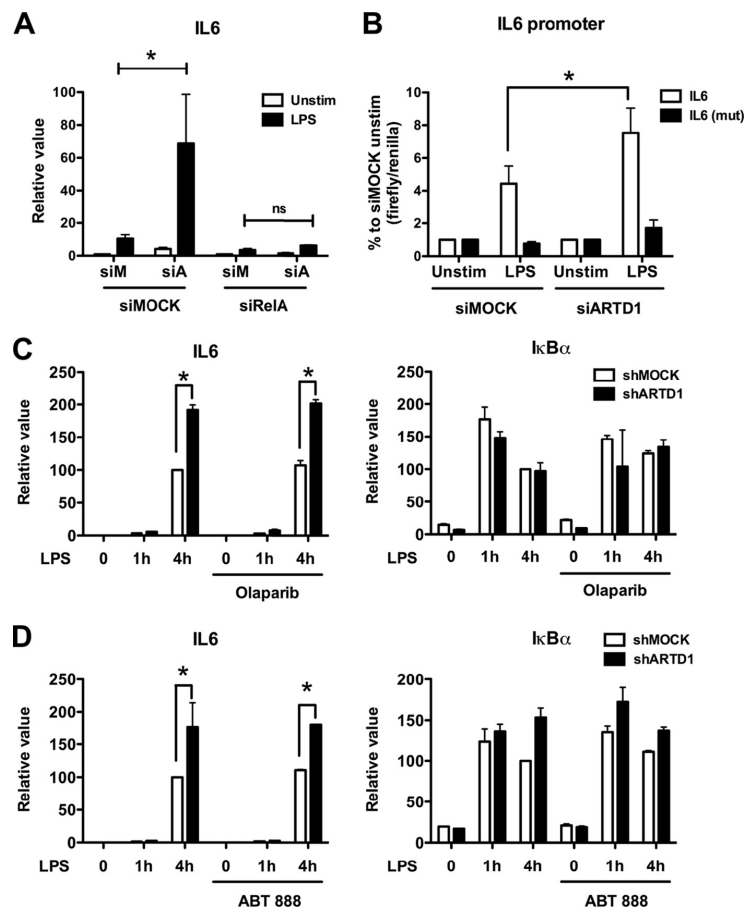 A
IL6
*
Relative value
100
80
60
40
20
0
Unstim
LPS
ns
siM siA siM siA
siMOCK siRelA
B
IL6 promoter
*
% to siMOCK unstim
(firefly/renilla)
10
8
6
4
2
0
IL6
IL6 (mut)
Unstim LPS Unstim LPS
siMOCK siARTD1
C
IL6
Relative value
250
200
150
100
50
0
* *
LPS 0 1h 4h 0 1h 4h
Olaparib
IκBα
Relative value
250
200
150
100
50
0
shMOCK
shARTD1
LPS 0 1h 4h 0 1h 4h
Olaparib
D
IL6
Relative value
250
200
150
100
50
0
* *
LPS 0 1h 4h 0 1h 4h
ABT 888
IκBα
Relative value
200
150
100
50
0
shMOCK
shARTD1
LPS 0 1h 4h 0 1h 4h
ABT 888